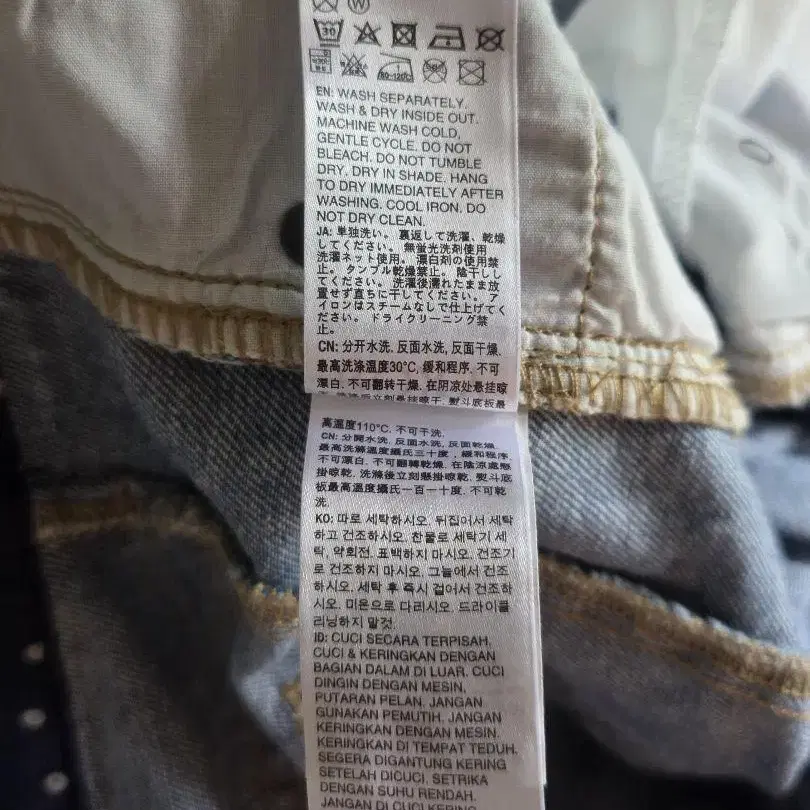 30
80-120℃
EN: WASH SEPARATELY.
WASH & DRY INSIDE OUT.
MACHINE WASH COLD,
GENTLE CYCLE. DO NOT
BLEACH. DO NOT TUMBLE
DRY. DRY IN SHADE. HANG
TO DRY IMMEDIATELY AFTER
WASHING. COOL IRON. DO
NOT DRY CLEAN.
JA: 単独洗い。裏返して洗濯、乾燥
してください。無蛍光洗剤使用
洗濯ネット使用。漂白剤の使用禁
止。タンブル乾燥禁止。陰干しし
てください。洗濯後濡れたまま放
置せず直ちに干してください。ア
イロンはスチームなしで仕上げてく
ださい。ドライクリーニング禁
止。
CN: 分开水洗. 反面水洗, 反面干燥.
最高洗涤温度30°C, 缓和程序. 不可
漂白. 不可翻转干燥. 在阴凉处悬挂晾
熨斗底板最
高溫度110°C. 不可干洗.
CN: 分開水洗. 反面水洗, 反面乾燥.
最高洗滌溫度攝氏三十度, 緩和程序
不可漂白. 不可翻轉乾燥. 在陰涼處懸
掛晾乾. 洗滌後立刻懸掛晾乾. 熨斗底
板最高溫度攝氏一百一十度. 不可乾
洗.
KO: 따로 세탁하시오. 뒤집어서 세탁
하고 건조하시오. 찬물로 세탁기 세
탁, 약회전. 표백하지 마시오. 건조기
로 건조하지 마시오. 그늘에서 건조
하시오. 세탁 후 즉시 걸어서 건조하
시오. 미온으로 다리시오. 드라이클
리닝하지 말것.
ID: CUCI SECARA TERPISAH.
CUCI & KERINGKAN DENGAN
BAGIAN DALAM DI LUAR. CUCI
DINGIN DENGAN MESIN,
PUTARAN PELAN. JANGAN
GUNAKAN PEMUTIH. JANGAN
KERINGKAN DENGAN MESIN.
KERINGKAN DI TEMPAT TEDUH.
SEGERA DIGANTUNG KERING
SETELAH DICUCI. SETRIKA
DENGAN SUHU RENDAH.
JANGAN DI CUCI KERING